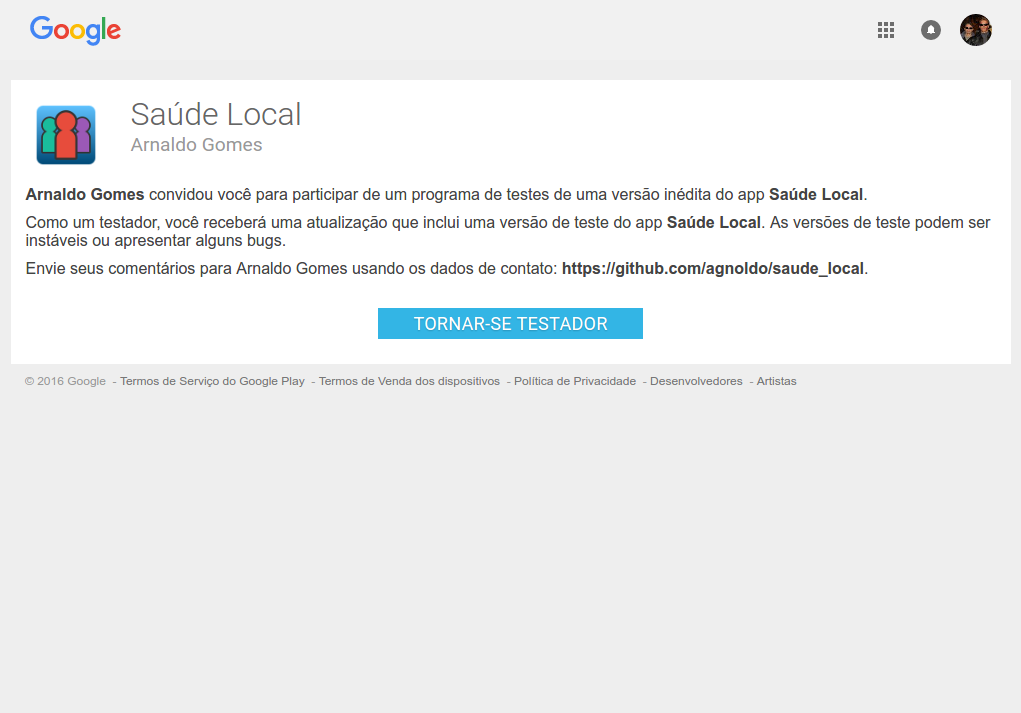 Google
Saúde Local
Arnaldo Gomes
Arnaldo Gomes convidou você para participar de um programa de testes de uma versão inédita do app Saúde Local.
Como um testador, você receberá uma atualização que inclui uma versão de teste do app Saúde Local. As versões de teste podem ser
instáveis ou apresentar alguns bugs.
Envie seus comentários para Arnaldo Gomes usando os dados de contato: https://github.com/agnoldo/saude_local.
TORNAR-SE TESTADOR
© 2016 Google - Termos de Serviço do Google Play - Termos de Venda dos dispositivos - Política de Privacidade - Desenvolvedores - Artistas